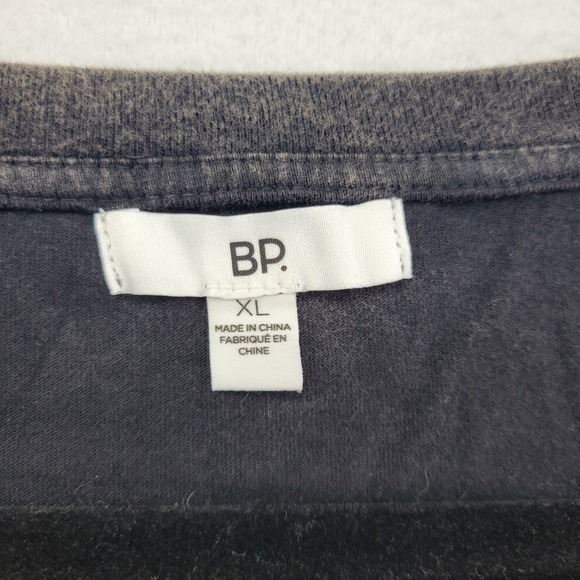 BP.
XL
MADE IN CHINA
FABRIQUÉ EN
CHINE